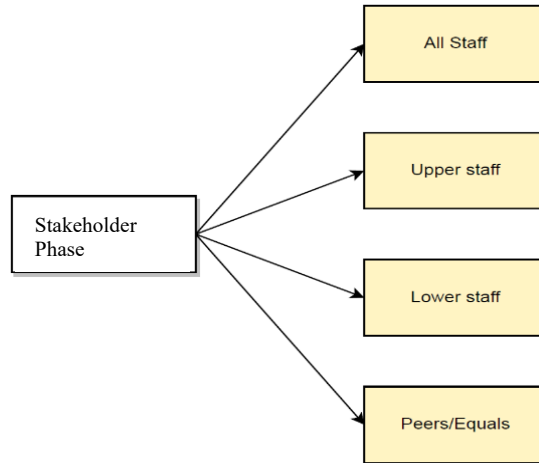 All Staff
Upper staff
Stakeholder
Phase
Lower staff
Peers/Equals